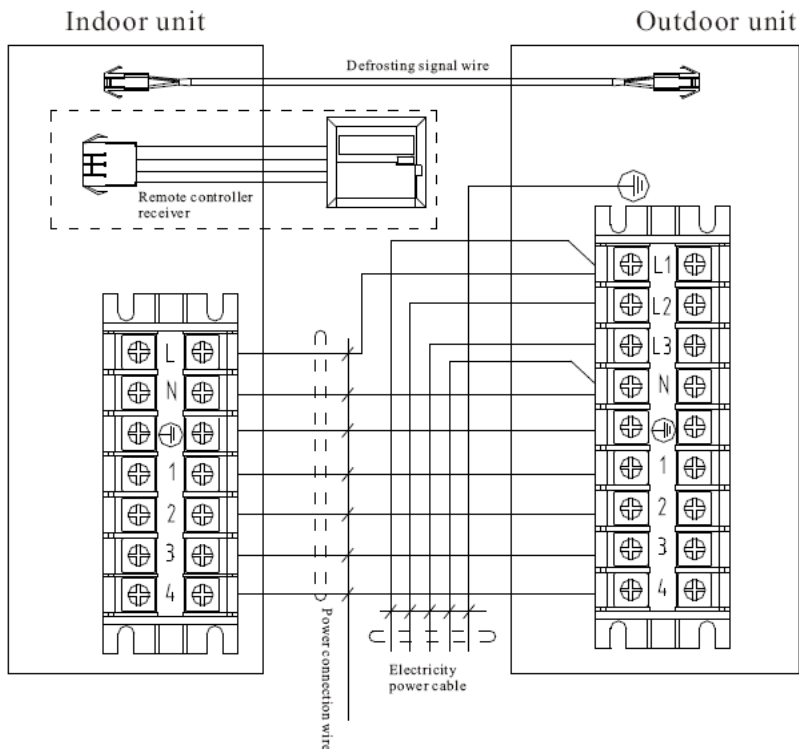 Indoor unit
Outdoor unit
Defrosting signal wire
Remote controller
receiver
L
N
1
2
3
4
L1
L2
L3
N
1
2
3
4
Power connection wire
Electricity
power cable